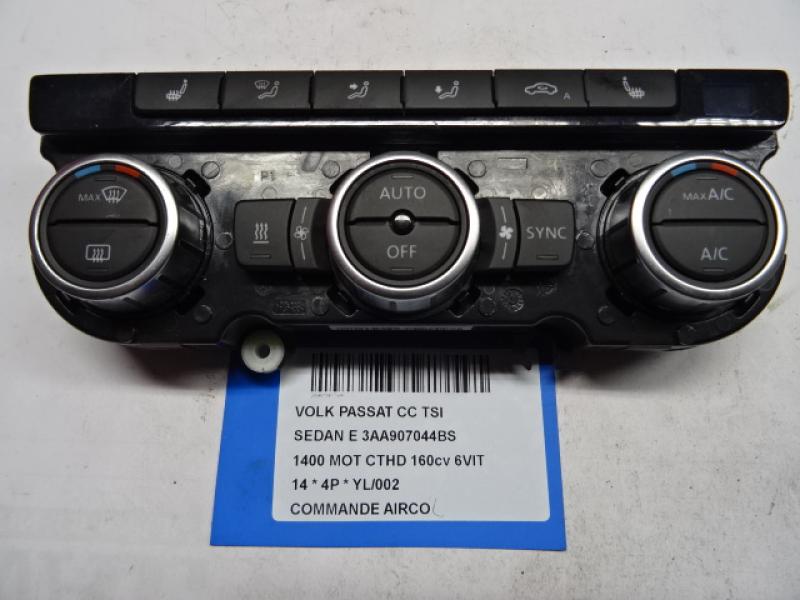 A
P1
MAX
AUTO
OFF
SYNC
MAX A/C
A/C
VOLK PASSAT CC TSI
SEDAN E 3AA907044BS
1400 MOT CTHD 160cv 6VIT
14 * 4P * YL/002
COMMANDE AIRCO